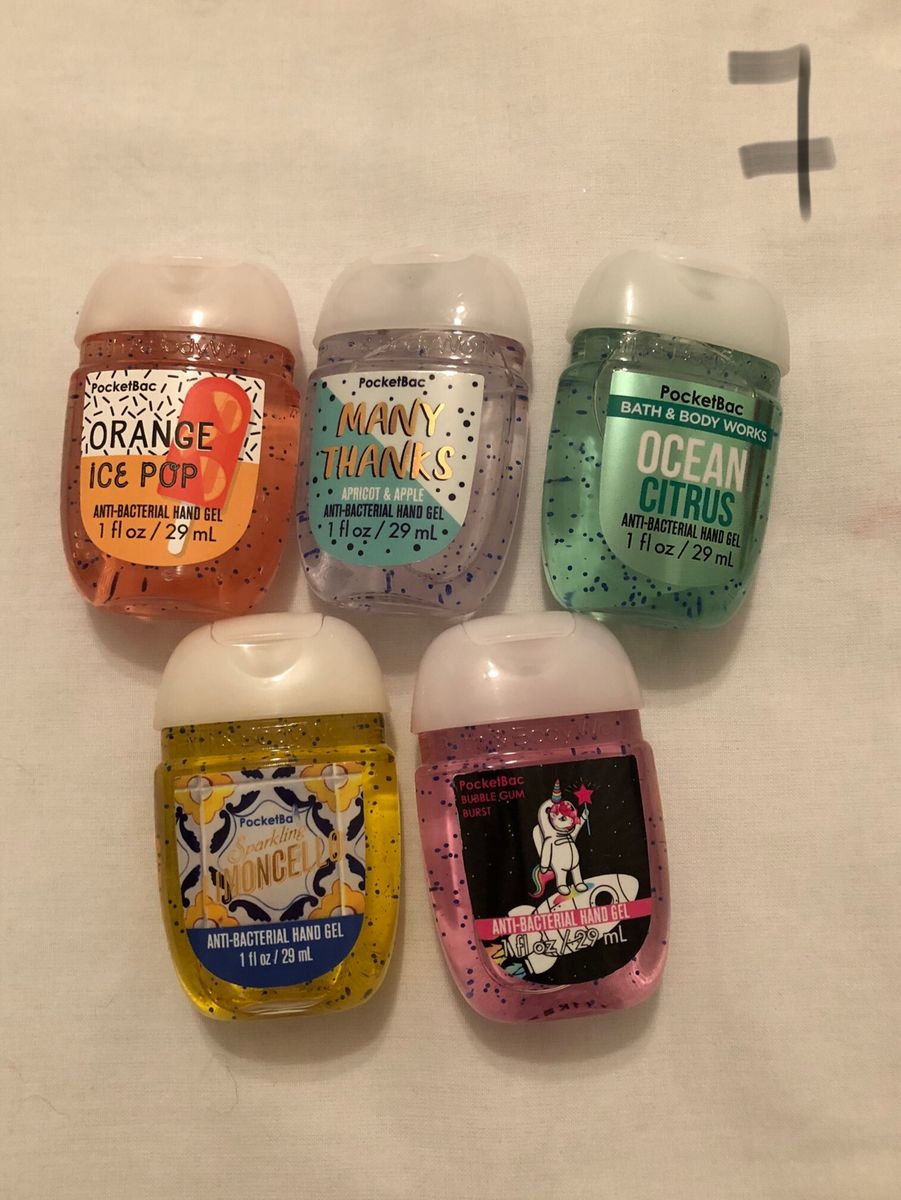 7
PocketBac
ORANGE
ICE POP
ANTI-BACTERIAL HAND GEL
1 fl oz / 29 mL
PocketBac
MANY
THANKS
APRICOT & APPLE
ANTI-BACTERIAL HAND GEL
1 fl oz / 29 mL
PocketBac
BATH & BODY WORKS
OCEAN
CITRUS
ANTI-BACTERIAL HAND GEL
1 fl oz / 29 mL
PocketBa
Sparkling
LIMONCELLO
ANTI-BACTERIAL HAND GEL
1 fl oz / 29 mL
PocketBac
BUBBLE GUM
BURST
ANTI-BACTERIAL HAND GEL
1 fl oz / 29 mL